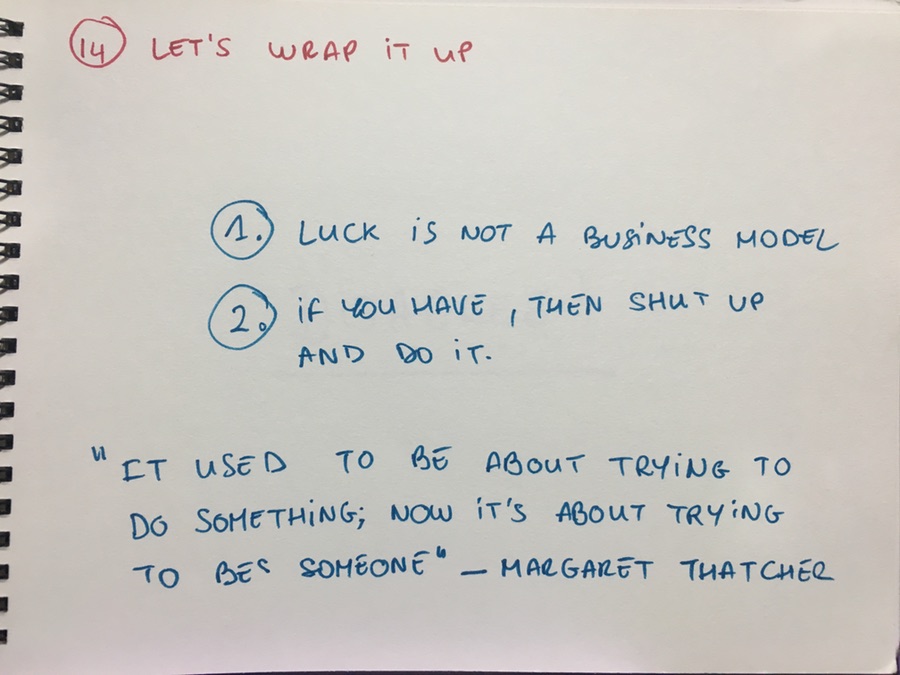 14 LET'S WRAP iT UP
1. LUCK iS NOT A BUSiNESS MODEL
2. iF YOU HAVE, THEN SHUT UP
AND DO iT.
"IT USED TO BE ABOUT TRYiNG TO
DO SOMETHiNG; NOW iT'S ABOUT TRYiNG
TO BE SOMEONE" - MARGARET THATCHER